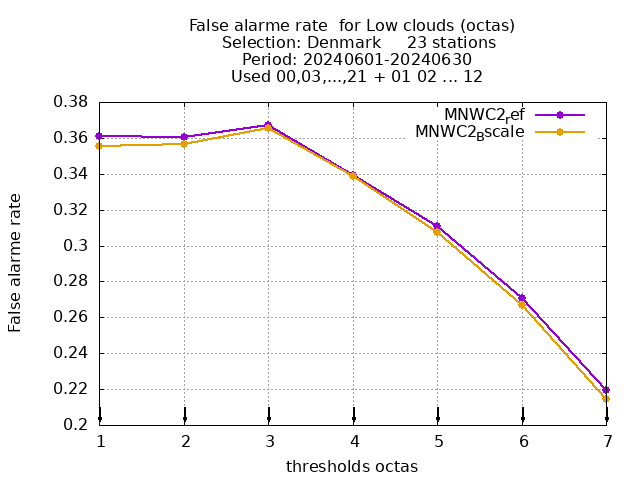 False alarme rate  for Low clouds (octas)
Selection: Denmark     23 stations
Period: 20240601-20240630
Used 00,03,...,21 + 01 02 ... 12
MNWC2ref
MNWC2Bscale
False alarme rate
0.38
0.36
0.34
0.32
0.3
0.28
0.26
0.24
0.22
0.2
1 2 3 4 5 6 7
thresholds octas